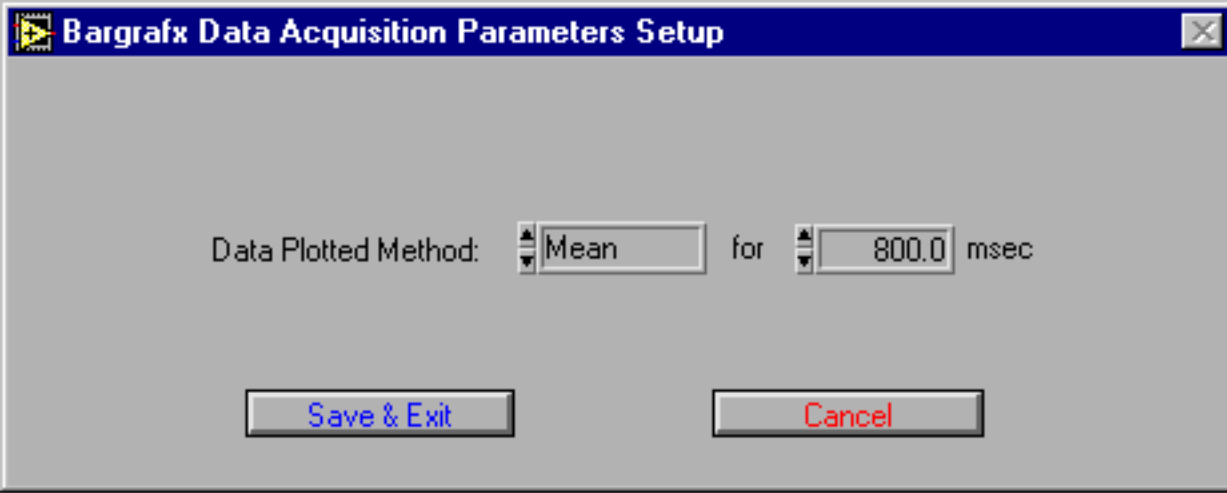 Bargrafx Data Acquisition Parameters Setup
Data Plotted Method: Mean for 800.0 msec
Save & Exit Cancel